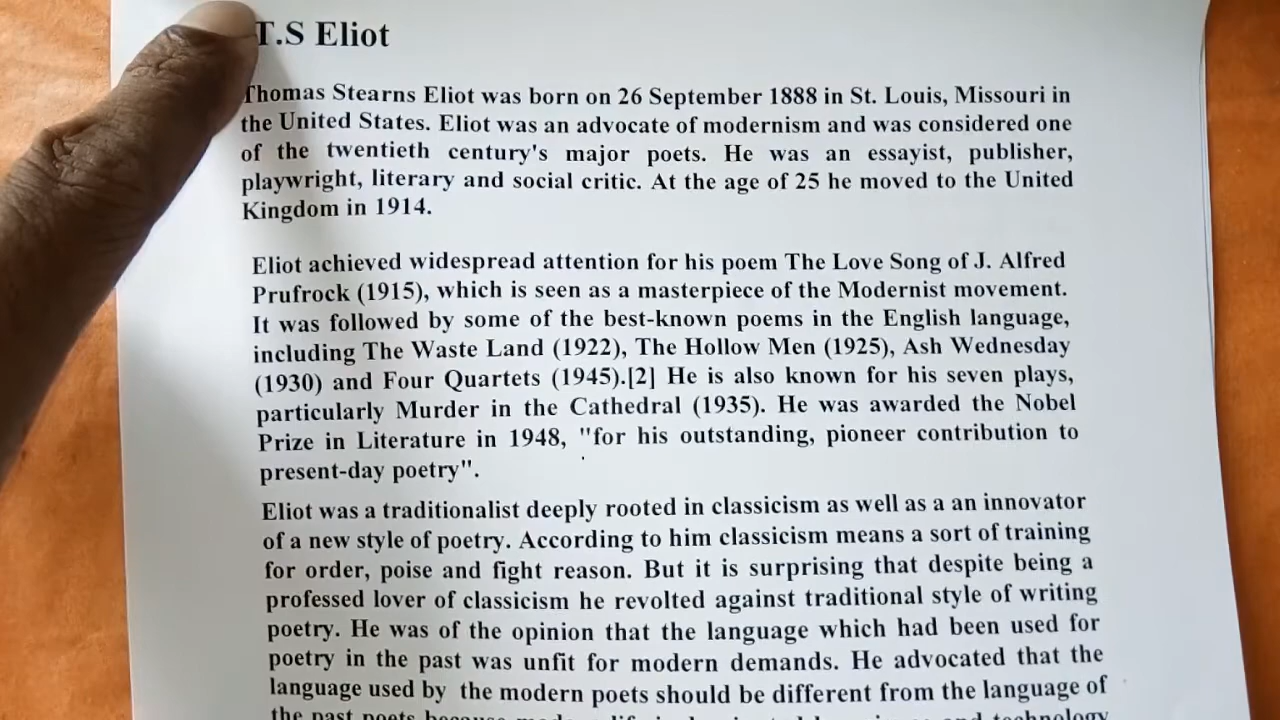 T.S Eliot
Thomas Stearns Eliot was born on 26 September 1888 in St. Louis, Missouri in
the United States. Eliot was an advocate of modernism and was considered one
of the twentieth century's major poets. He was an essayist, publisher,
playwright, literary and social critic. At the age of 25 he moved to the United
Kingdom in 1914.
Eliot achieved widespread attention for his poem The Love Song of J. Alfred
Prufrock (1915), which is seen as a masterpiece of the Modernist movement.
It was followed by some of the best-known poems in the English language,
including The Waste Land (1922), The Hollow Men (1925), Ash Wednesday
(1930) and Four Quartets (1945).[2] He is also known for his seven plays,
particularly Murder in the Cathedral (1935). He was awarded the Nobel
Prize in Literature in 1948, "for his outstanding, pioneer contribution to
present-day poetry".
Eliot was a traditionalist deeply rooted in classicism as well as a an innovator
of a new style of poetry. According to him classicism means a sort of training
for order, poise and fight reason. But it is surprising that despite being a
professed lover of classicism he revolted against traditional style of writing
poetry. He was of the opinion that the language which had been used for
poetry in the past was unfit for modern demands. He advocated that the
language used by the modern poets should be different from the language of
the past poets because modern life is technology